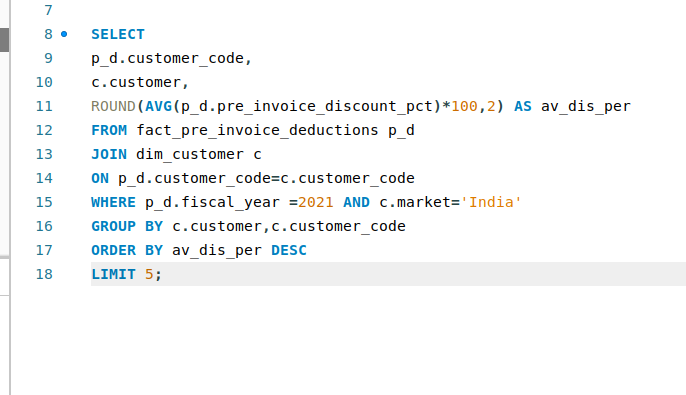 7
8 SELECT
9 p_d.customer_code,
10 c.customer,
11 ROUND(AVG(p_d.pre_invoice_discount_pct)*100,2) AS av_dis_per
12 FROM fact_pre_invoice_deductions p_d
13 JOIN dim_customer c
14 ON p_d.customer_code=c.customer_code
15 WHERE p_d.fiscal_year =2021 AND c.market='India'
16 GROUP BY c.customer,c.customer_code
17 ORDER BY av_dis_per DESC
18 LIMIT 5;